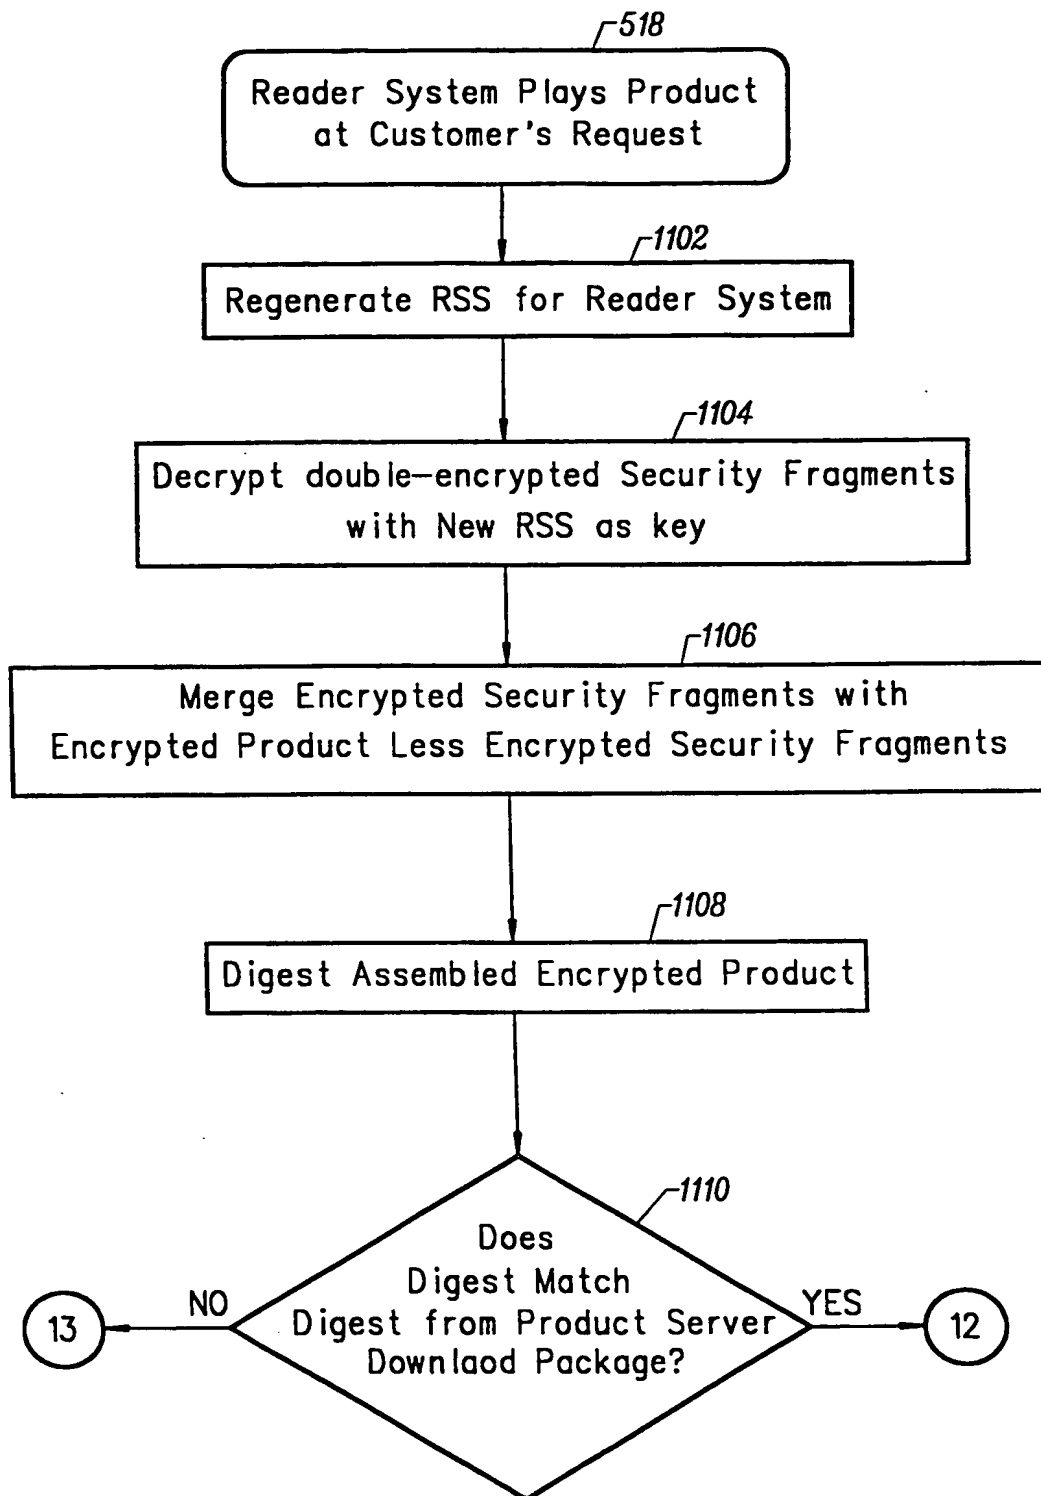 518
Reader System Plays Product
at Customer's Request
1102
Regenerate RSS for Reader System
1104
Decrypt double-encrypted Security Fragments
with New RSS as key
1106
Merge Encrypted Security Fragments with
Encrypted Product Less Encrypted Security Fragments
1108
Digest Assembled Encrypted Product
1110
Does
Digest Match
Digest from Product Server
Downlaod Package?
NO
YES
13
12